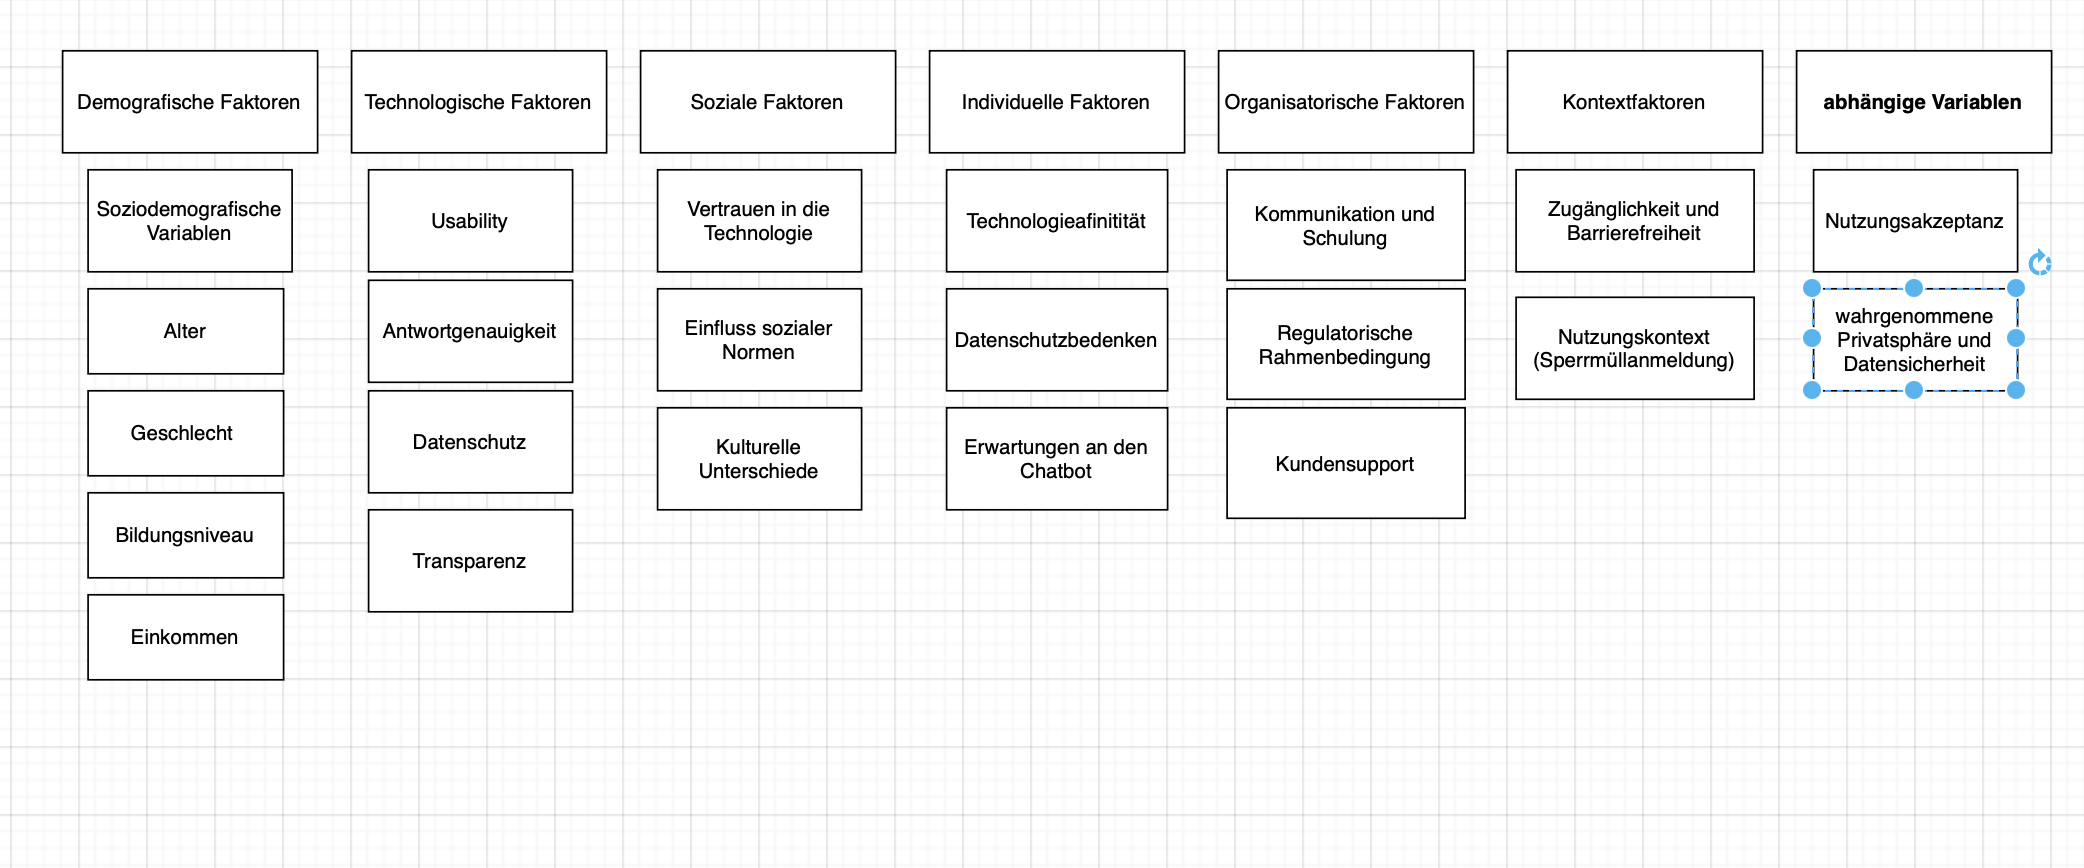 Demografische Faktoren
Technologische Faktoren
Soziale Faktoren
Individuelle Faktoren
Organisatorische Faktoren
Kontextfaktoren
abhängige Variablen
Soziodemografische
Variablen
Alter
Geschlecht
Bildungsniveau
Einkommen
Usability
Antwortgenauigkeit
Datenschutz
Transparenz
Vertrauen in die
Technologie
Einfluss sozialer
Normen
Kulturelle
Unterschiede
Technologieafinitität
Datenschutzbedenken
Erwartungen an den
Chatbot
Kommunikation und
Schulung
Regulatorische
Rahmenbedingung
Kundensupport
Zugänglichkeit und
Barrierefreiheit
Nutzungskontext
(Sperrmüllanmeldung)
Nutzungsakzeptanz
wahrgenommene
Privatsphäre und
Datensicherheit